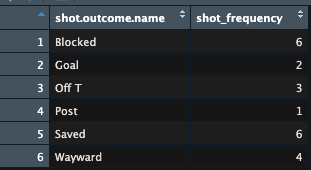 shot.outcome.name shot_frequency
1 Blocked 6
2 Goal 2
3 Off T 3
4 Post 1
5 Saved 6
6 Wayward 4